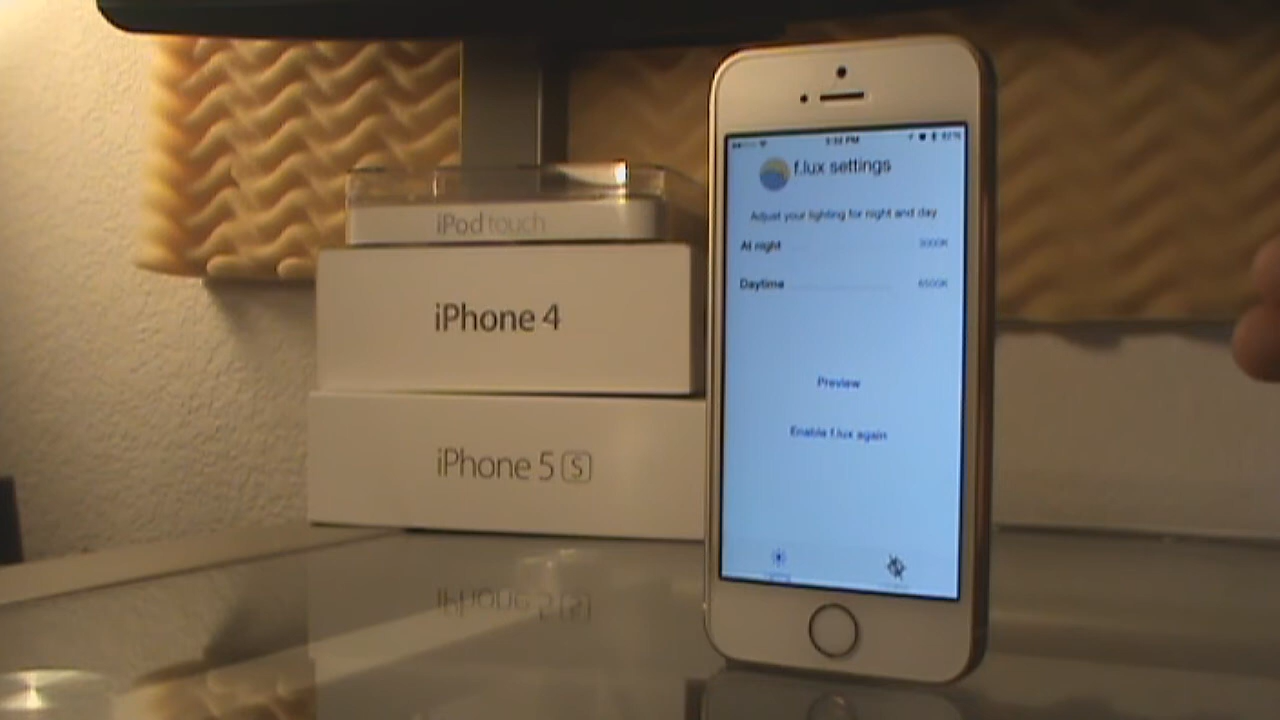 iPod touch
iPhone 4
iPhone 5 S
f.lux settings
Adjust your lighting for night and day
At night
3000K
Daytime
6500K
Preview
Enable f.lux again